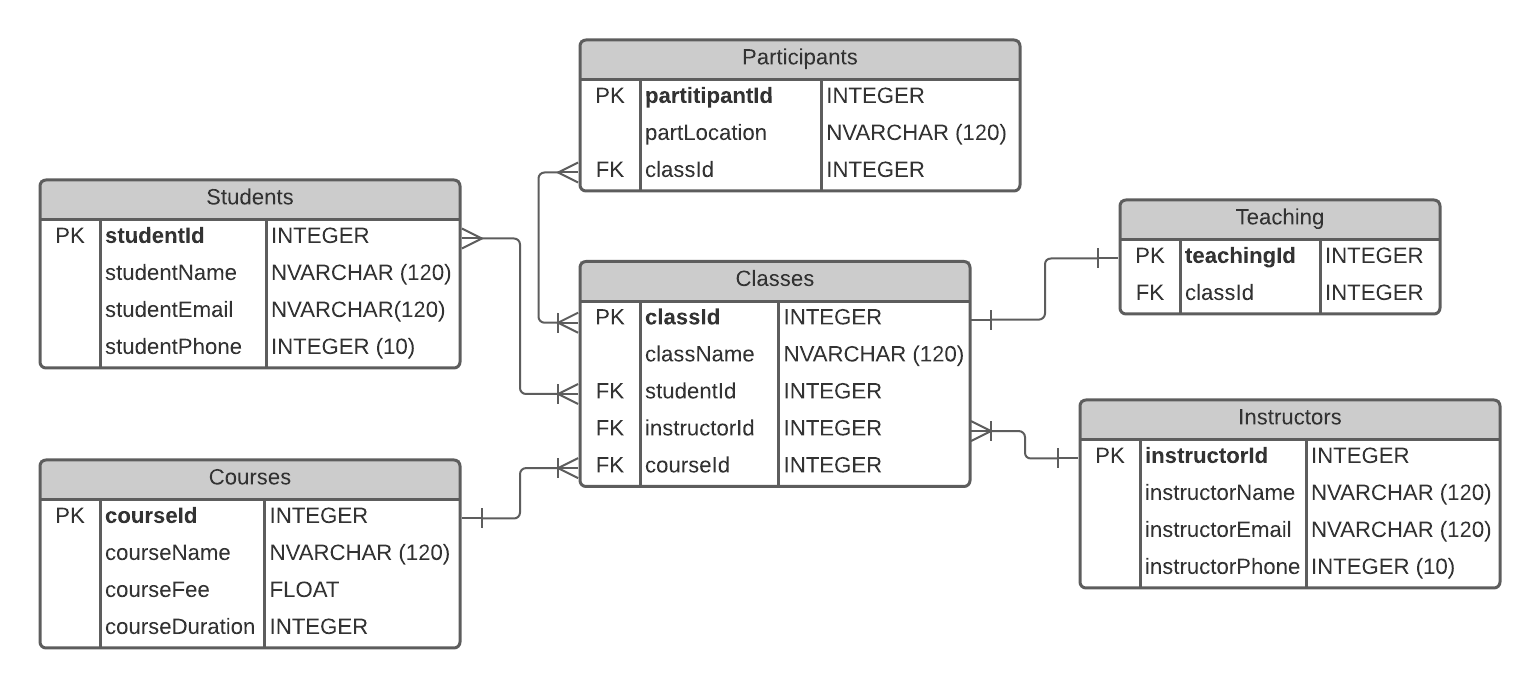 Participants
PK partitipantId INTEGER
partLocation NVARCHAR (120)
FK classId INTEGER
Students
PK studentId INTEGER
studentName NVARCHAR (120)
studentEmail NVARCHAR(120)
studentPhone INTEGER (10)
Teaching
PK teachingId INTEGER
FK classId INTEGER
Classes
PK classId INTEGER
className NVARCHAR (120)
FK studentId INTEGER
FK instructorId INTEGER
FK courseId INTEGER
Instructors
PK instructorId INTEGER
instructorName NVARCHAR (120)
instructorEmail NVARCHAR (120)
instructorPhone INTEGER (10)
Courses
PK courseId INTEGER
courseName NVARCHAR (120)
courseFee FLOAT
courseDuration INTEGER